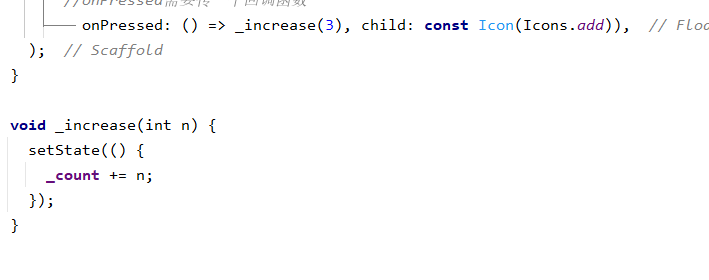 //onPressed需要传一个回调函数
onPressed: () => _increase(3), child: const Icon(Icons.add)), // Floa
); // Scaffold
}
void _increase(int n) {
setState(() {
_count += n;
});
}